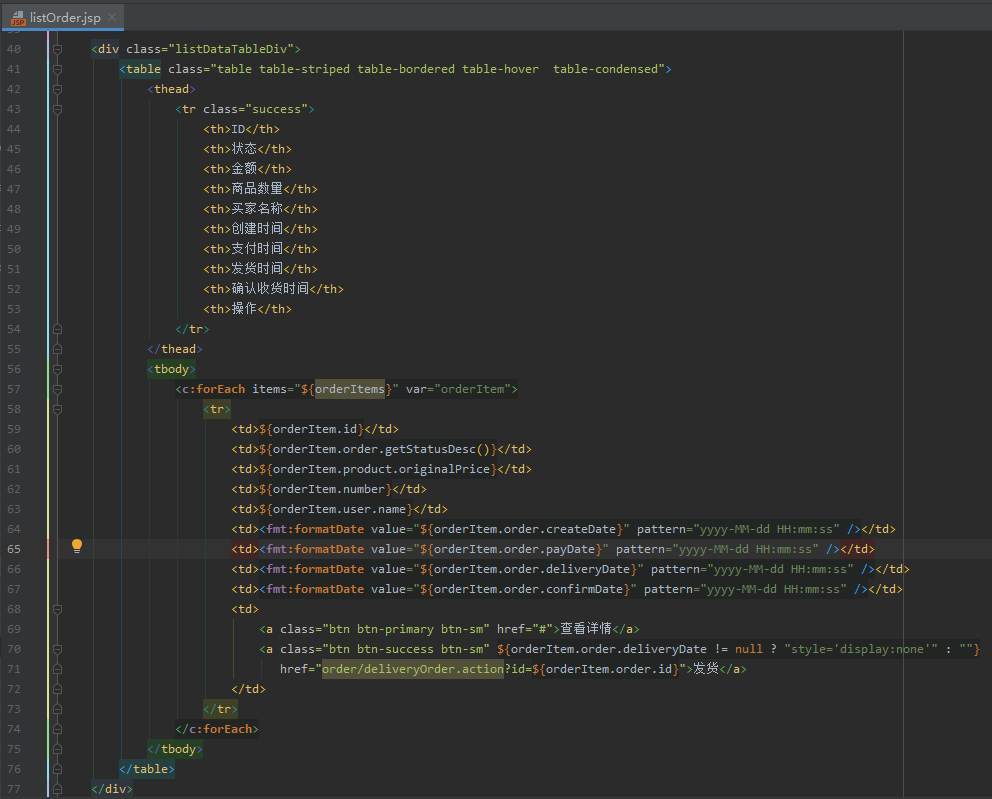 listOrder.jsp
40 <div class="listDataTableDiv">
41 <table class="table table-striped table-bordered table-hover  table-condensed">
42 <thead>
43 <tr class="success">
44 <th>ID</th>
45 <th>状态</th>
46 <th>金额</th>
47 <th>商品数量</th>
48 <th>买家名称</th>
49 <th>创建时间</th>
50 <th>支付时间</th>
51 <th>发货时间</th>
52 <th>确认收货时间</th>
53 <th>操作</th>
54 </tr>
55 </thead>
56 <tbody>
57 <c:forEach items="${orderItems}" var="orderItem">
58 <tr>
59 <td>${orderItem.id}</td>
60 <td>${orderItem.order.getStatusDesc()}</td>
61 <td>${orderItem.product.originalPrice}</td>
62 <td>${orderItem.number}</td>
63 <td>${orderItem.user.name}</td>
64 <td><fmt:formatDate value="${orderItem.order.createDate}" pattern="yyyy-MM-dd HH:mm:ss" /></td>
65 <td><fmt:formatDate value="${orderItem.order.payDate}" pattern="yyyy-MM-dd HH:mm:ss" /></td>
66 <td><fmt:formatDate value="${orderItem.order.deliveryDate}" pattern="yyyy-MM-dd HH:mm:ss" /></td>
67 <td><fmt:formatDate value="${orderItem.order.confirmDate}" pattern="yyyy-MM-dd HH:mm:ss" /></td>
68 <td>
69 <a class="btn btn-primary btn-sm" href="#">查看详情</a>
70 <a class="btn btn-success btn-sm" ${orderItem.order.deliveryDate != null ? "style='display:none'" : ""}
71 href="order/deliveryOrder.action?id=${orderItem.order.id}">发货</a>
72 </td>
73 </tr>
74 </c:forEach>
75 </tbody>
76 </table>
77 </div>